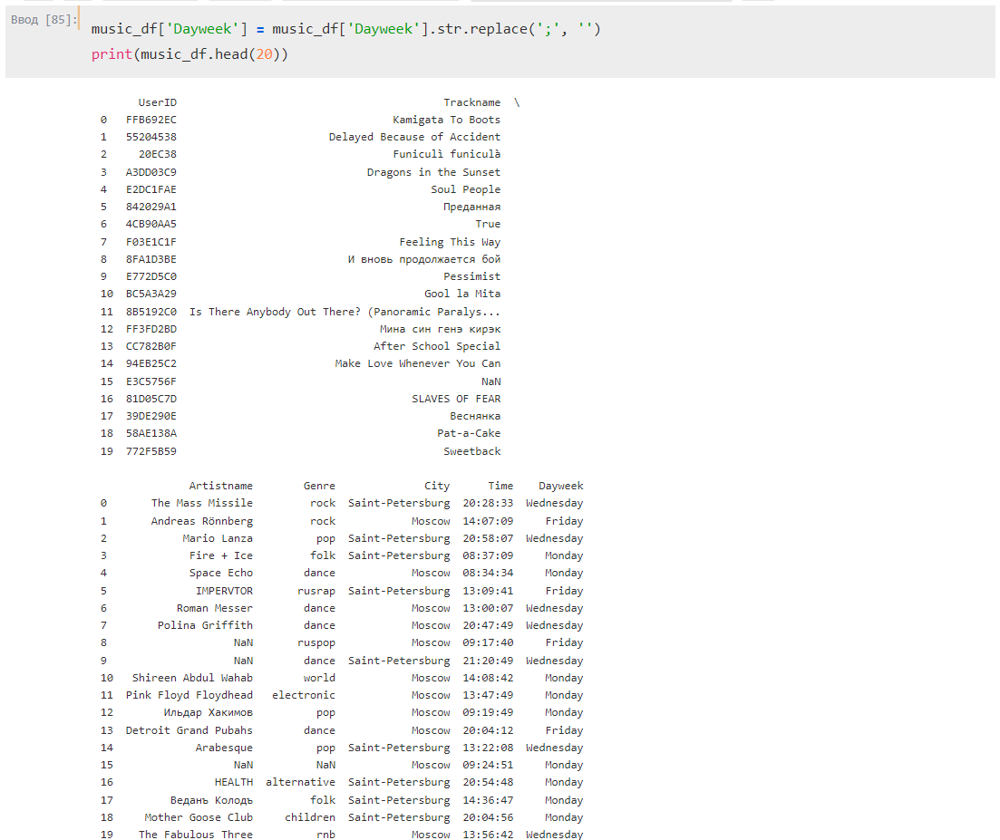 Ввод [85]: music_df['Dayweek'] = music_df['Dayweek'].str.replace(';', '')
print(music_df.head(20))
UserID Trackname \
0 FFB692EC Kamigata To Boots
1 55204538 Delayed Because of Accident
2 20EC38 Funiculì funiculà
3 A3DD03C9 Dragons in the Sunset
4 E2DC1FAE Soul People
5 842029A1 Преданная
6 4CB90AA5 True
7 F03E1C1F Feeling This Way
8 8FA1D3BE И вновь продолжается бой
9 E772D5C0 Pessimist
10 BC5A3A29 Gool la Mita
11 8B5192C0 Is There Anybody Out There? (Panoramic Paralys...
12 FF3FD2BD Мина син генэ кирэк
13 CC782B0F After School Special
14 94EB25C2 Make Love Whenever You Can
15 E3C5756F NaN
16 81D05C7D SLAVES OF FEAR
17 39DE290E Веснянка
18 58AE138A Pat-a-Cake
19 772F5B59 Sweetback
Artistname Genre City Time Dayweek
0 The Mass Missile rock Saint-Petersburg 20:28:33 Wednesday
1 Andreas Rönnberg rock Moscow 14:07:09 Friday
2 Mario Lanza pop Saint-Petersburg 20:58:07 Wednesday
3 Fire + Ice folk Saint-Petersburg 08:37:09 Monday
4 Space Echo dance Moscow 08:34:34 Monday
5 IMPERVTOR rusrap Saint-Petersburg 13:09:41 Friday
6 Roman Messer dance Moscow 13:00:07 Wednesday
7 Polina Griffith dance Moscow 20:47:49 Wednesday
8 NaN ruspop Moscow 09:17:40 Friday
9 NaN dance Saint-Petersburg 21:20:49 Wednesday
10 Shireen Abdul Wahab world Moscow 14:08:42 Monday
11 Pink Floyd Floydhead electronic Moscow 13:47:49 Monday
12 Ильдар Хакимов pop Moscow 09:19:49 Monday
13 Detroit Grand Pubahs dance Moscow 20:04:12 Friday
14 Arabesque pop Saint-Petersburg 13:22:08 Wednesday
15 NaN NaN Moscow 09:24:51 Monday
16 HEALTH alternative Saint-Petersburg 20:54:48 Monday
17 Веданъ Колодъ folk Saint-Petersburg 14:36:47 Monday
18 Mother Goose Club children Saint-Petersburg 20:04:56 Monday
19 The Fabulous Three rnb Moscow 13:56:42 Wednesday